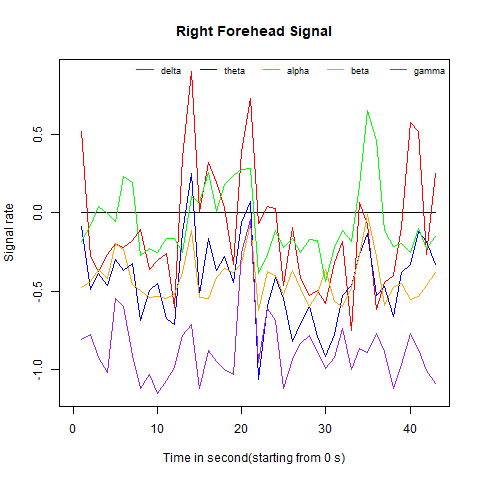 Right Forehead Signal
delta theta alpha beta gamma
Signal rate
0.5
0.0
-0.5
-1.0
0 10 20 30 40
Time in second(starting from 0 s)